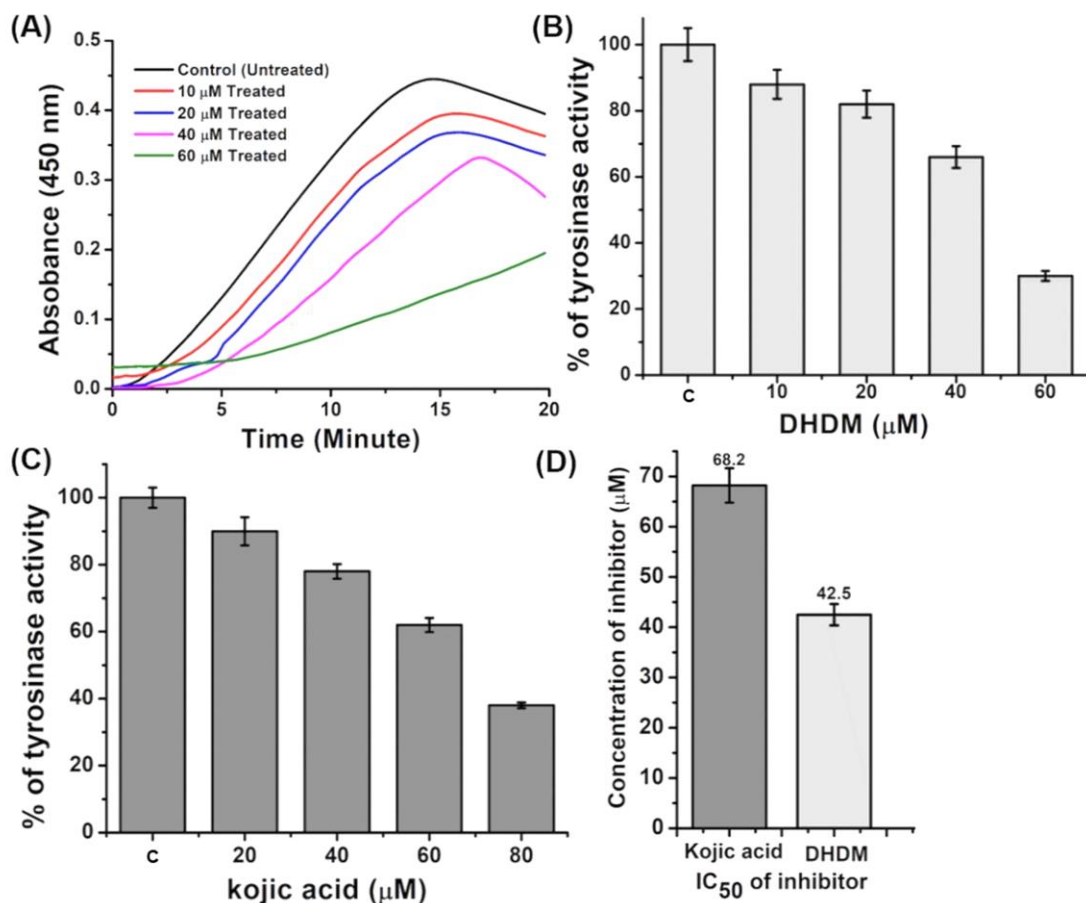 (A)
Absobance (450 nm)
0.5
0.4
0.3
0.2
0.1
0.0
Control (Untreated)
10 μM Treated
20 μM Treated
40 μM Treated
60 μM Treated
0 5 10 15 20
Time (Minute)
(B)
% of tyrosinase activity
100
80
60
40
20
0
C 10 20 40 60
DHDM (μM)
(C)
% of tyrosinase activity
100
80
60
40
20
0
C 20 40 60 80
kojic acid (μM)
(D)
Concentration of inhibitor (μM)
70
60
50
40
30
20
10
0
68.2
42.5
Kojic acid DHDM
IC50 of inhibitor